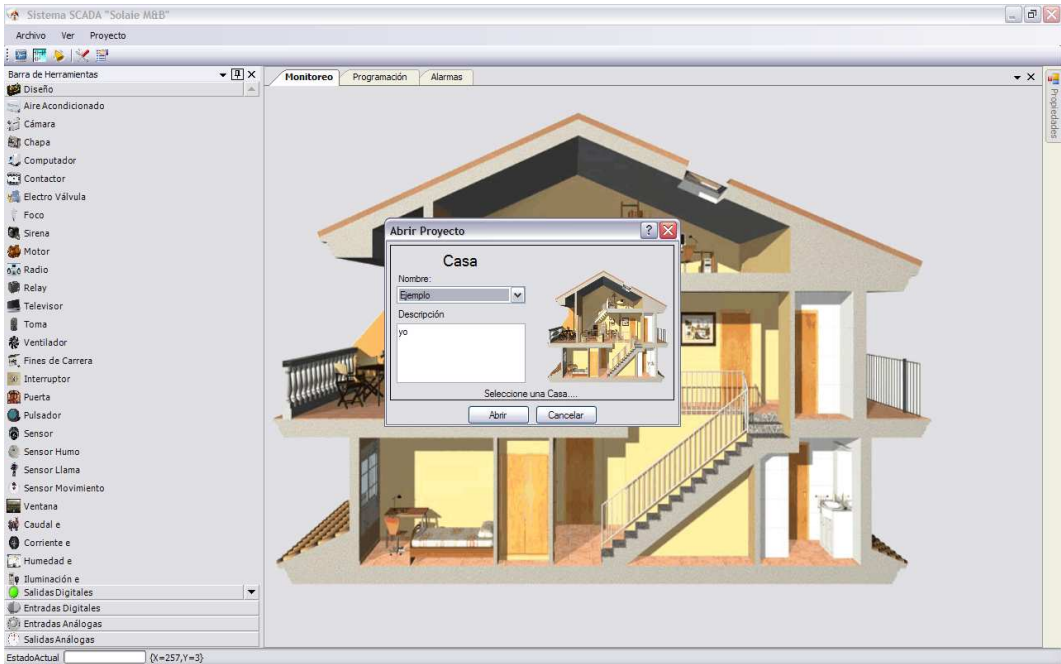 Sistema SCADA "Solaie M&B"
Archivo Ver Proyecto
Barra de Herramientas
Diseño
Aire Acondicionado
Cámara
Chapa
Computador
Contactor
Electro Válvula
Foco
Sirena
Motor
Radio
Relay
Televisor
Toma
Ventilador
Fines de Carrera
Interruptor
Puerta
Pulsador
Sensor
Sensor Humo
Sensor Llama
Sensor Movimiento
Ventana
Caudal e
Corriente e
Humedad e
Iluminación e
Salidas Digitales
Entradas Digitales
Entradas Análogas
Salidas Análogas
EstadoActual {X=257,Y=3}
Monitoreo Programación Alarmas
Abrir Proyecto
Casa
Nombre:
Ejemplo
Descripción
yo
Seleccione una Casa....
Abrir Cancelar
Propiedades